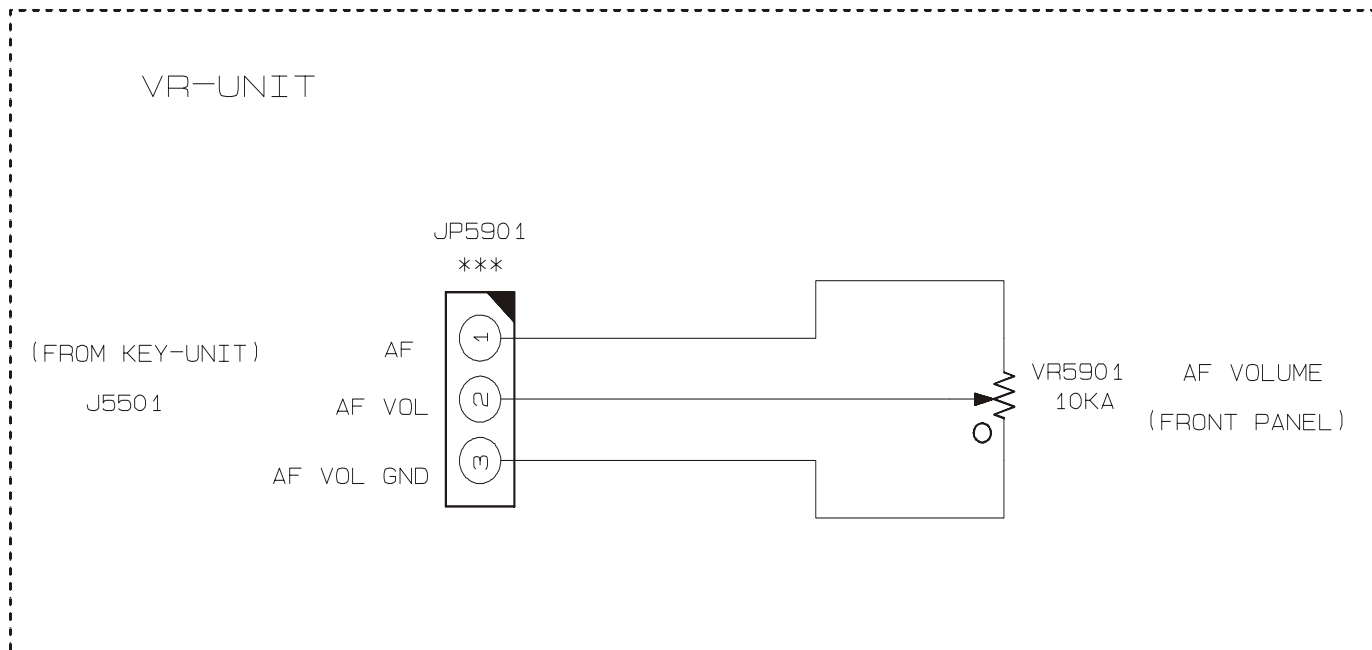 VR-UNIT
JP5901
***
(FROM KEY-UNIT)
J5501
AF
AF VOL
AF VOL GND
1
2
3
VR5901
10KA
AF VOLUME
(FRONT PANEL)